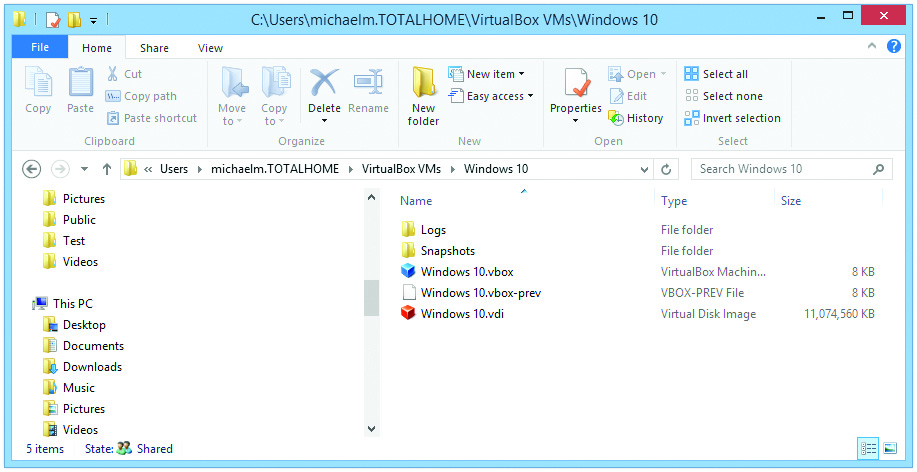 C:\Users\michaelm.TOTALHOME\VirtualBox VMs\Windows 10
File Home Share View
Copy
Paste
Cut
Copy path
Paste shortcut
Clipboard
Move to
Copy to
Delete
Rename
Organize
New folder
New item
Easy access
New
Properties
Open
Edit
History
Open
Select all
Select none
Invert selection
Select
« Users michaelm.TOTALHOME VirtualBox VMs Windows 10
Search Windows 10
Pictures
Public
Test
Videos
This PC
Desktop
Documents
Downloads
Music
Pictures
Videos
Name Type Size
Logs File folder
Snapshots File folder
Windows 10.vbox VirtualBox Machin... 8 KB
Windows 10.vbox-prev VBOX-PREV File 8 KB
Windows 10.vdi Virtual Disk Image 11,074,560 KB
5 items State: Shared